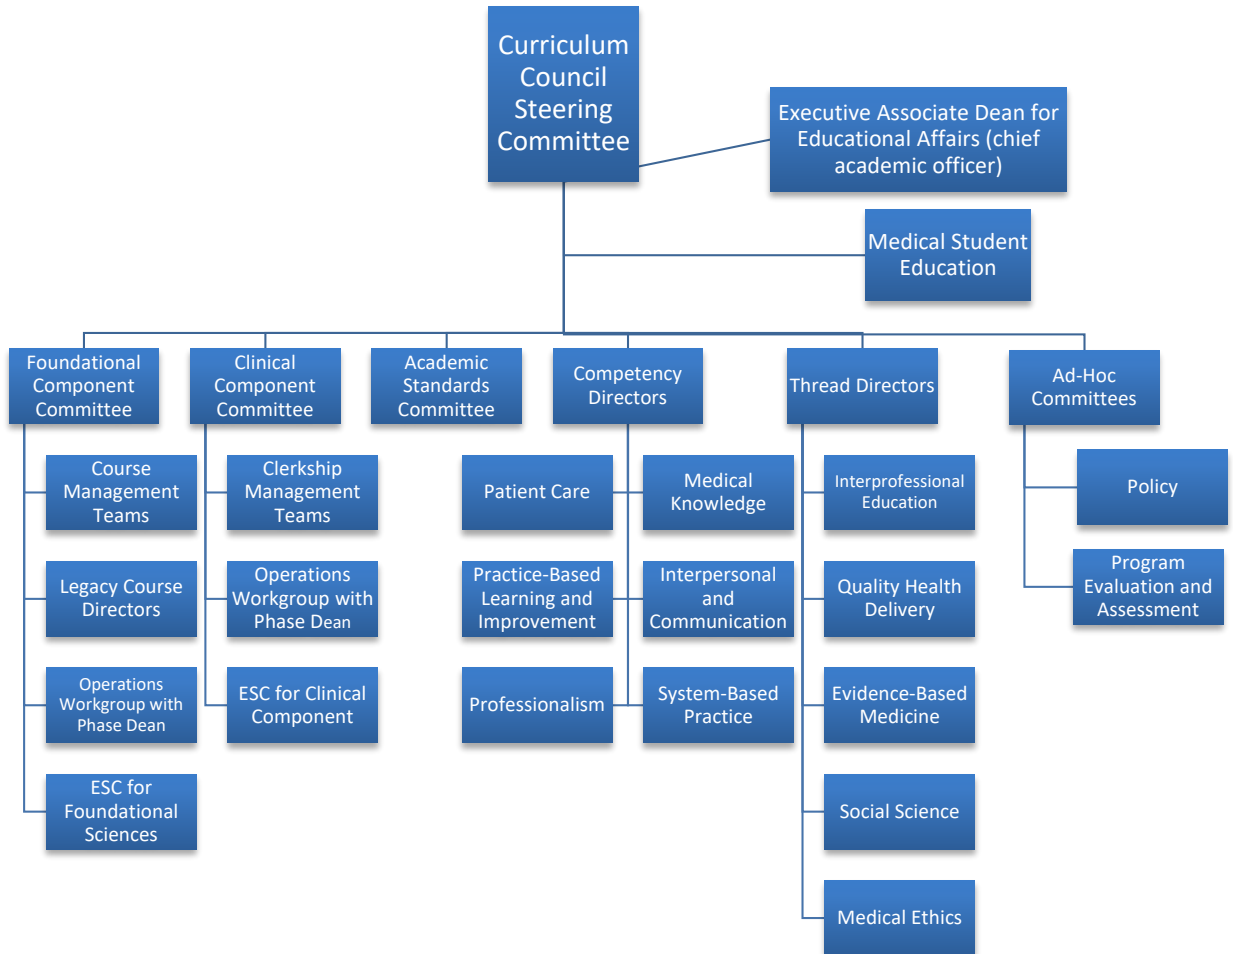 Curriculum
Council
Steering
Committee
Executive Associate Dean for
Educational Affairs (chief
academic officer)
Medical Student
Education
Foundational
Component
Committee
Clinical
Component
Committee
Academic
Standards
Committee
Competency
Directors
Thread Directors
Ad-Hoc
Committees
Course
Management
Teams
Legacy Course
Directors
Operations
Workgroup with
Phase Dean
ESC for
Foundational
Sciences
Clerkship
Management
Teams
Operations
Workgroup with
Phase Dean
ESC for Clinical
Component
Patient Care
Medical
Knowledge
Practice-Based
Learning and
Improvement
Interpersonal
and
Communication
Professionalism
System-Based
Practice
Interprofessional
Education
Quality Health
Delivery
Evidence-Based
Medicine
Social Science
Medical Ethics
Policy
Program
Evaluation and
Assessment